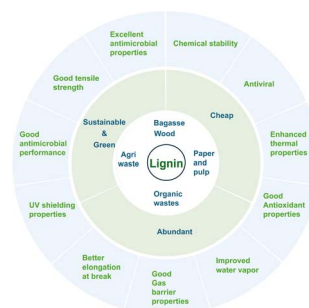 Excellent
antimicrobial
properties
Chemical stability
Good tensile
strength
Antiviral
Sustainable
&
Green
Bagasse
Wood
Cheap
Good
antimicrobial
performance
Agri
waste
Lignin
Paper
and
pulp
Enhanced
thermal
properties
Organic
wastes
UV shielding
properties
Good
Antioxidant
properties
Abundant
Better
elongation
at break
Good
Gas
barrier
properties
Improved
water vapor